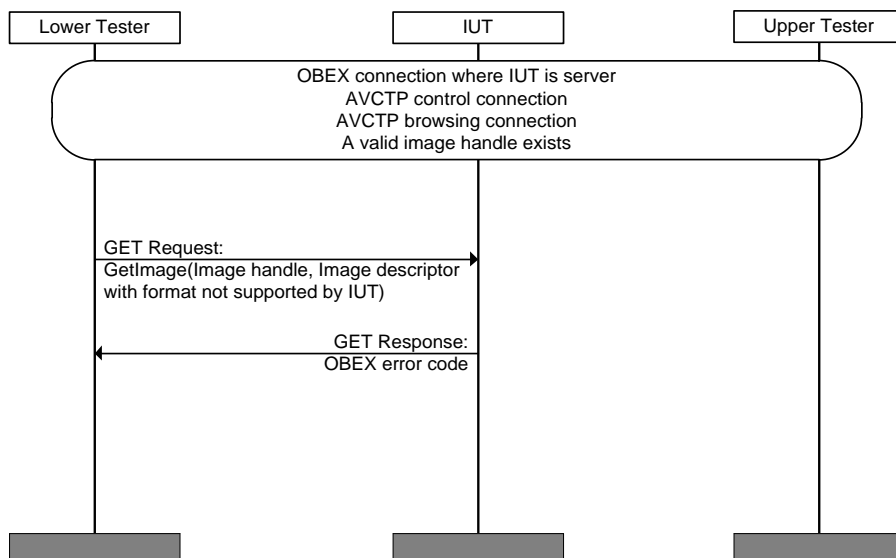 Lower Tester
IUT
Upper Tester
OBEX connection where IUT is server
AVCTP control connection
AVCTP browsing connection
A valid image handle exists
GET Request:
GetImage(Image handle, Image descriptor
with format not supported by IUT)
GET Response:
OBEX error code